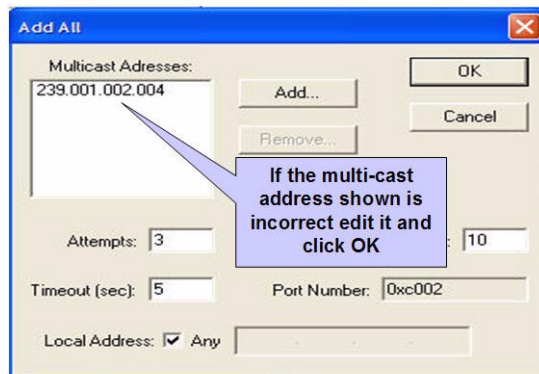 Add All
Multicast Adresses:
239.001.002.004
Add...
Remove...
OK
Cancel
If the multi-cast
address shown is
incorrect edit it and
click OK
Attempts: 3
: 10
Timeout (sec): 5
Port Number: 0xc002
Local Address: Any